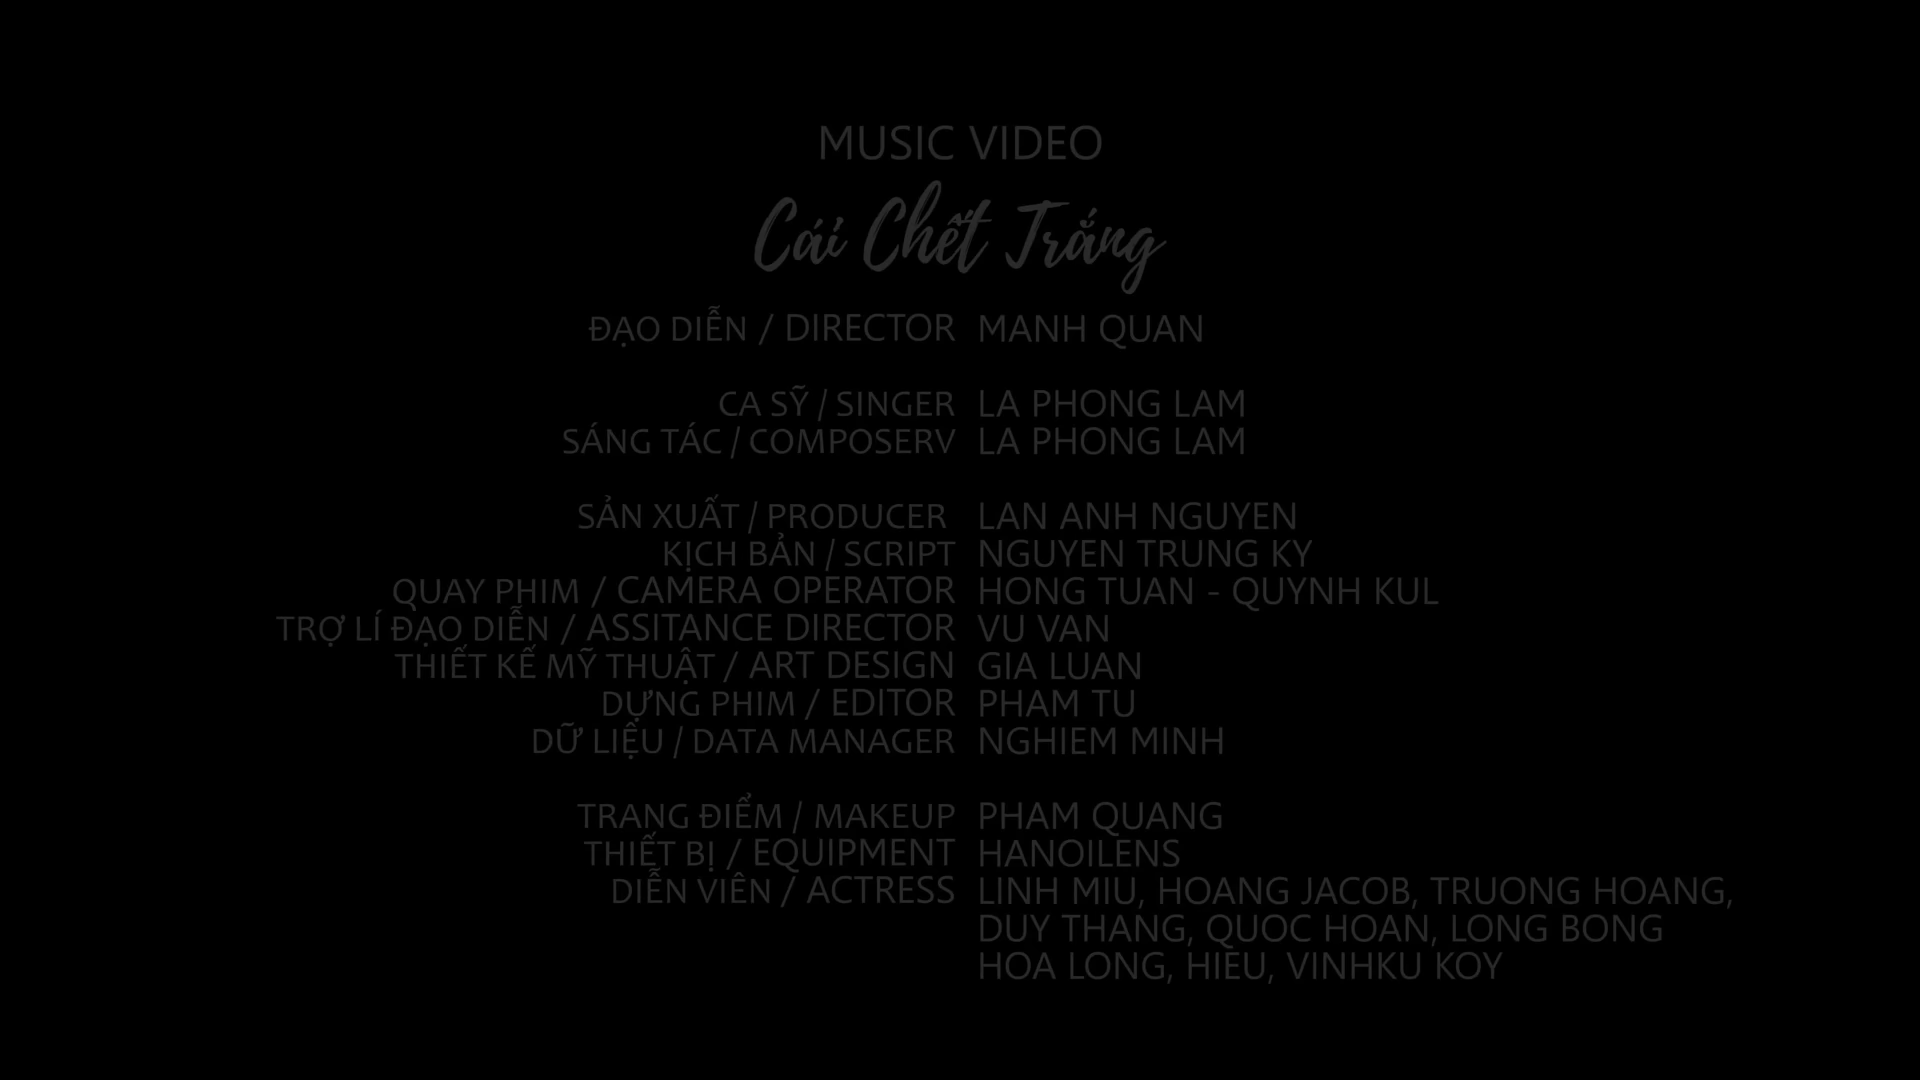 MUSIC VIDEO
Cái Chết Trắng
ĐẠO DIỄN / DIRECTOR MANH QUAN
CA SỸ / SINGER LA PHONG LAM
SÁNG TÁC / COMPOSERV LA PHONG LAM
SẢN XUẤT / PRODUCER LAN ANH NGUYEN
KỊCH BẢN / SCRIPT NGUYEN TRUNG KY
QUAY PHIM / CAMERA OPERATOR HONG TUAN - QUYNH KUL
TRỢ LÍ ĐẠO DIỄN / ASSITANCE DIRECTOR VU VAN
THIẾT KẾ MỸ THUẬT / ART DESIGN GIA LUAN
DỰNG PHIM / EDITOR PHAM TU
DỮ LIỆU / DATA MANAGER NGHIEM MINH
TRANG ĐIỂM / MAKEUP PHAM QUANG
THIẾT BỊ / EQUIPMENT HANOILENS
DIỄN VIÊN / ACTRESS LINH MIU, HOANG JACOB, TRUONG HOANG,
DUY THANG, QUOC HOAN, LONG BONG
HOA LONG, HIEU, VINHKU KOY